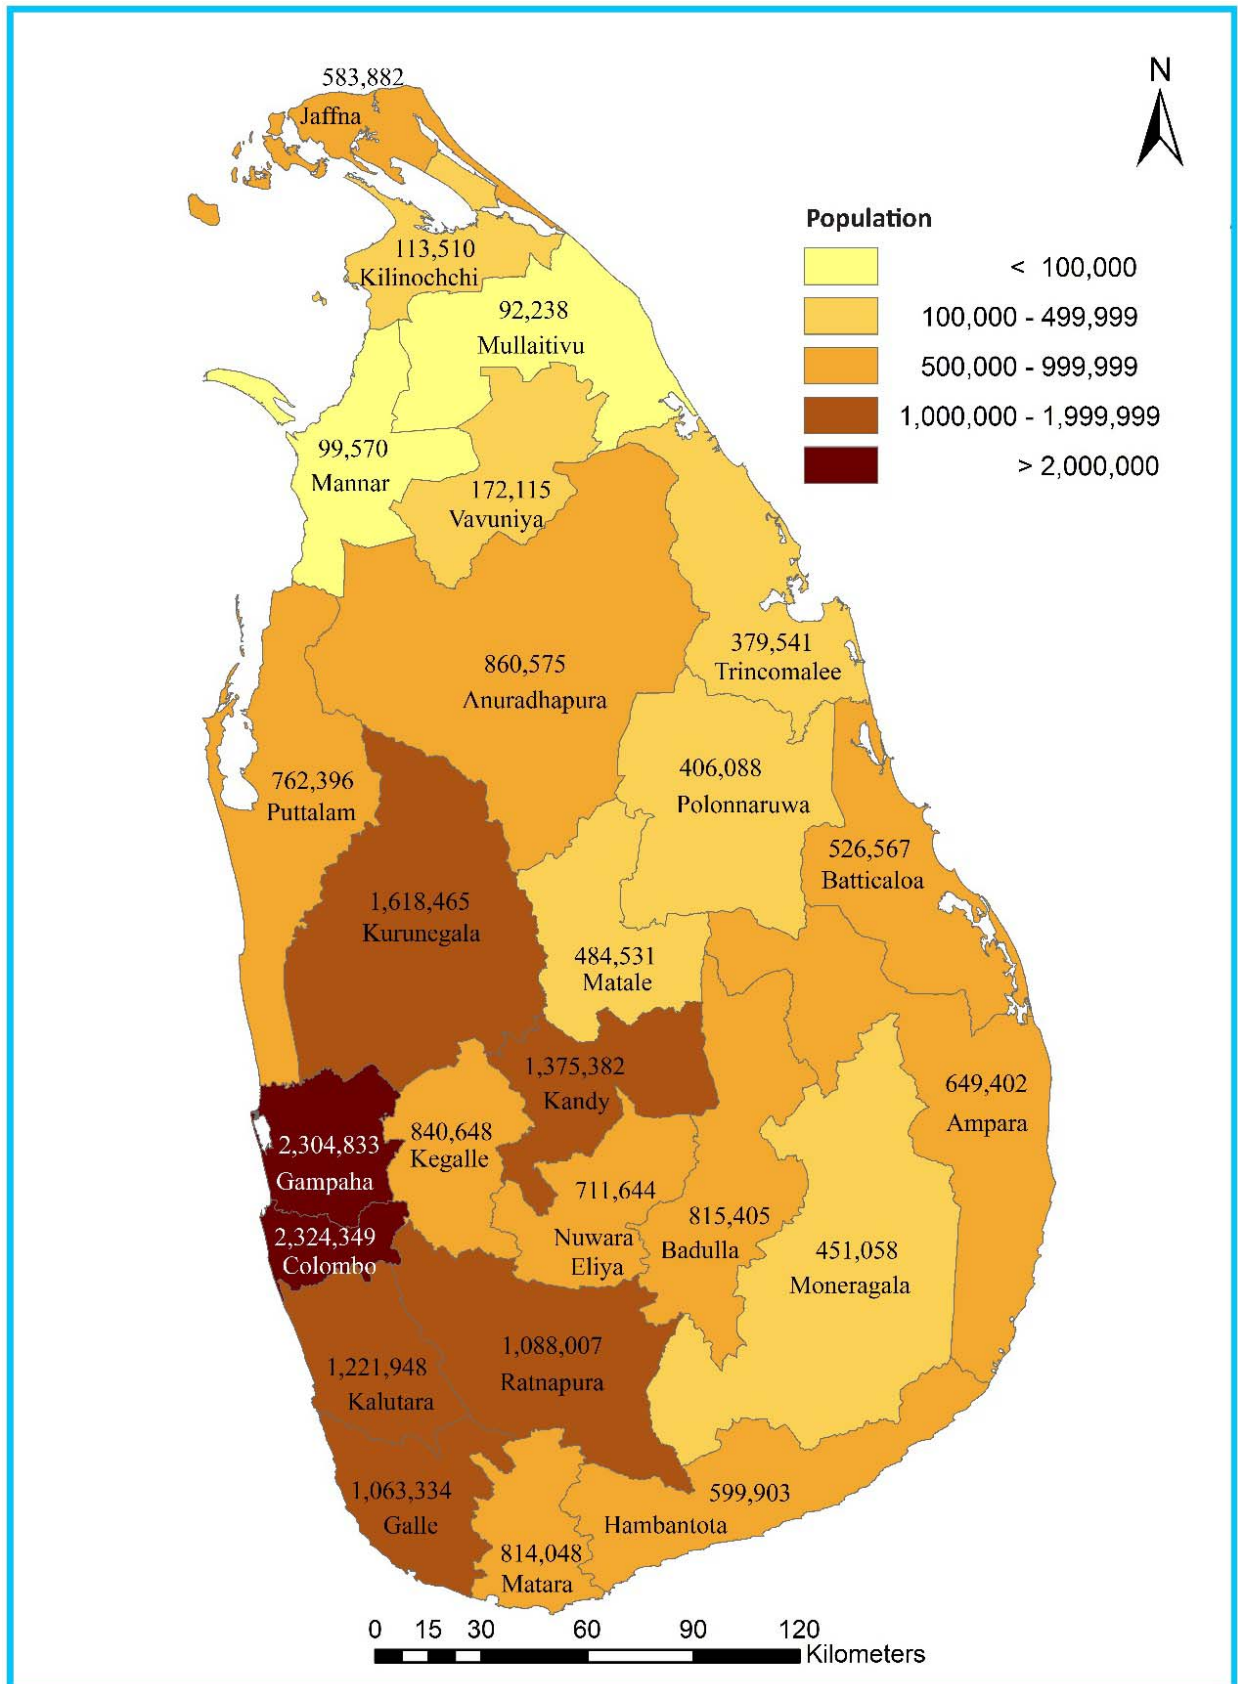 583,882
Jaffna
N
Population
< 100,000
100,000 - 499,999
500,000 - 999,999
1,000,000 - 1,999,999
> 2,000,000
113,510
Kilinochchi
92,238
Mullaitivu
99,570
Mannar
172,115
Vavuniya
379,541
Trincomalee
860,575
Anuradhapura
406,088
Polonnaruwa
762,396
Puttalam
526,567
Batticaloa
1,618,465
Kurunegala
484,531
Matale
1,375,382
Kandy
649,402
Ampara
2,304,833
Gampaha
840,648
Kegalle
711,644
Nuwara
Eliya
815,405
Badulla
2,324,349
Colombo
451,058
Moneragala
1,088,007
Ratnapura
1,221,948
Kalutara
1,063,334
Galle
599,903
Hambantota
814,048
Matara
0 15 30 60 90 120
Kilometers